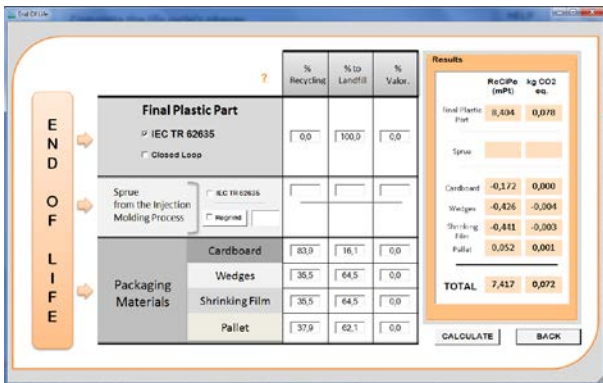 End Of Life
END OF LIFE
?
% Recycling
% to Landfill
% Valor.
Final Plastic Part
IEC TR 62635
Closed Loop
0,0 100,0 0,0
Sprue
from the Injection
Molding Process
IEC TR 62635
Regrind
Packaging Materials
Cardboard 83,9 16,1 0,0
Wedges 35,5 64,5 0,0
Shrinking Film 35,5 64,5 0,0
Pallet 37,9 62,1 0,0
Results
ReCiPe (mPt)
kg CO2 eq.
Final Plastic Part 8,404 0,078
Sprue
Cardboard -0,172 0,000
Wedges -0,426 -0,004
Shrinking Film -0,441 -0,003
Pallet 0,052 0,001
TOTAL 7,417 0,072
CALCULATE BACK